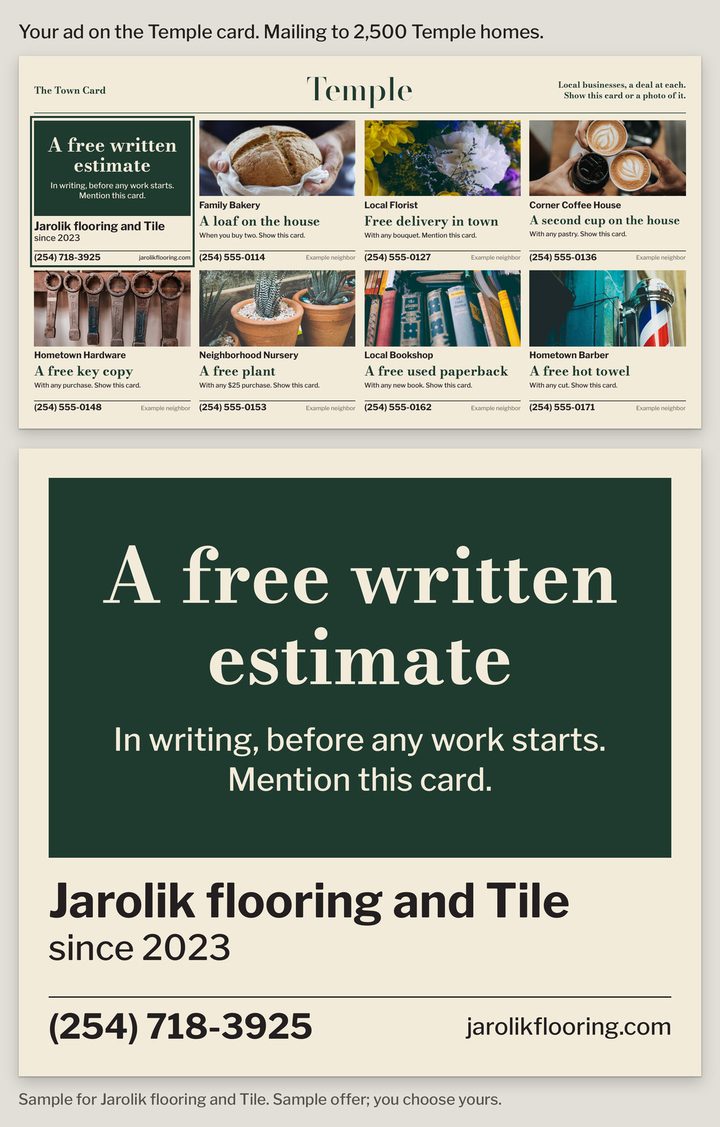 Your ad on the Temple card. Mailing to 2,500 Temple homes.
The Town Card
Temple
Local businesses, a deal at each.
Show this card or a photo of it.
A free written
estimate
In writing, before any work starts.
Mention this card.
Jarolik flooring and Tile
since 2023
(254) 718-3925
jarolikflooring.com
Family Bakery
A loaf on the house
When you buy two. Show this card.
(254) 555-0114
Example neighbor
Local Florist
Free delivery in town
With any bouquet. Mention this card.
(254) 555-0127
Example neighbor
Corner Coffee House
A second cup on the house
With any pastry. Show this card.
(254) 555-0136
Example neighbor
Hometown Hardware
A free key copy
With any purchase. Show this card.
(254) 555-0148
Example neighbor
Neighborhood Nursery
A free plant
With any $25 purchase. Show this card.
(254) 555-0153
Example neighbor
Local Bookshop
A free used paperback
With any new book. Show this card.
(254) 555-0162
Example neighbor
Hometown Barber
A free hot towel
With any cut. Show this card.
(254) 555-0171
Example neighbor
A free written
estimate
In writing, before any work starts.
Mention this card.
Jarolik flooring and Tile
since 2023
(254) 718-3925
jarolikflooring.com
Sample for Jarolik flooring and Tile. Sample offer; you choose yours.